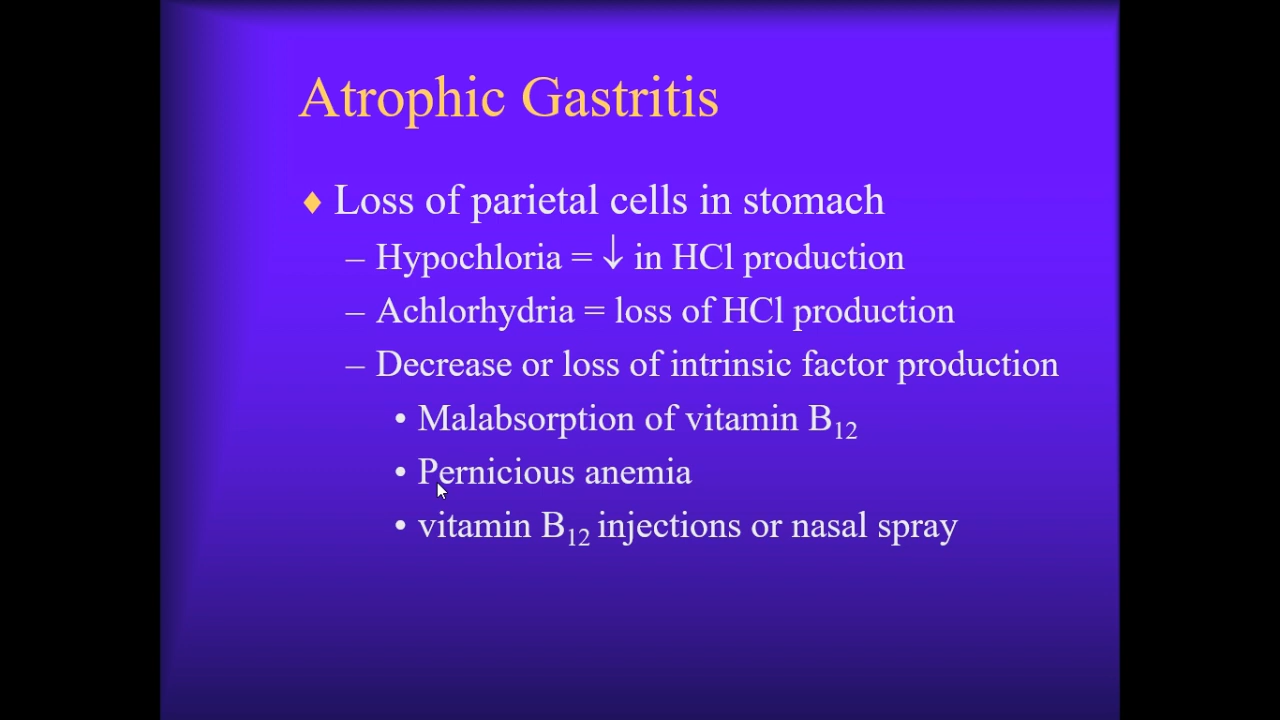 Atrophic Gastritis
♦ Loss of parietal cells in stomach
– Hypochloria = ↓ in HCl production
– Achlorhydria = loss of HCl production
– Decrease or loss of intrinsic factor production
• Malabsorption of vitamin B₁₂
• Pernicious anemia
• vitamin B₁₂ injections or nasal spray